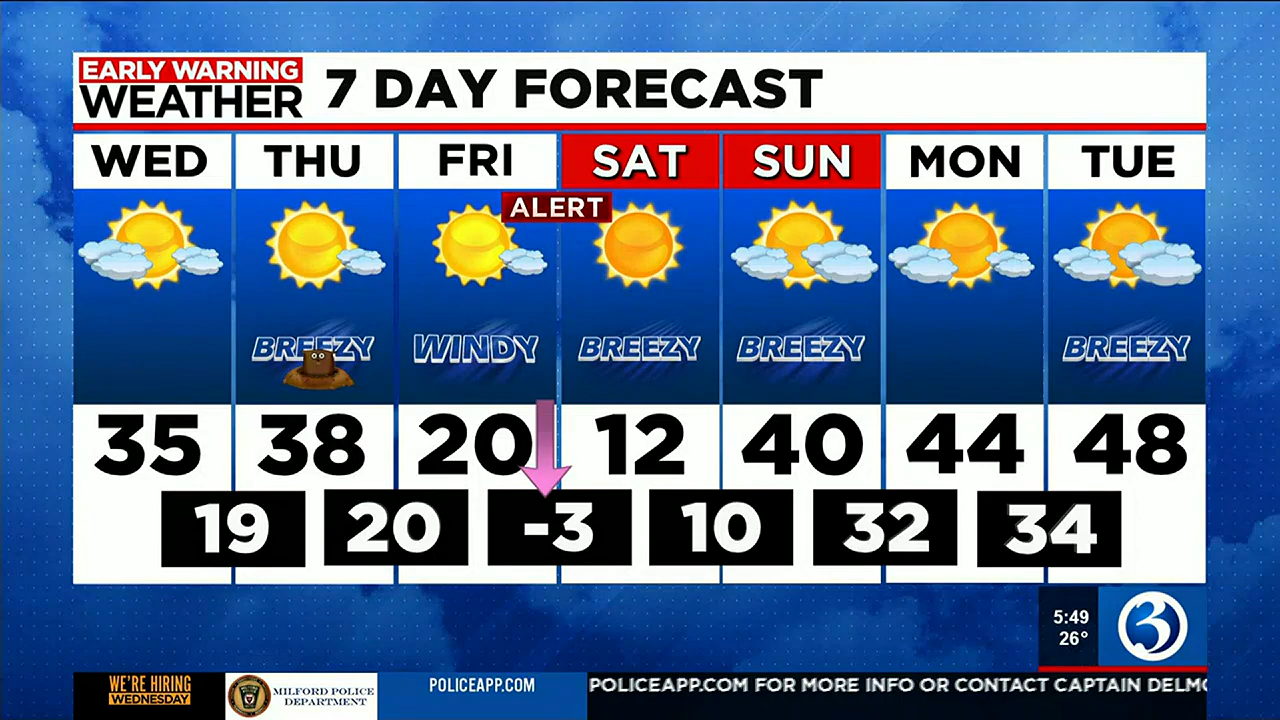 EARLY WARNING
WEATHER
7 DAY FORECAST
WED THU FRI SAT SUN MON TUE
ALERT
BREEZY WINDY BREEZY BREEZY BREEZY
35 38 20 12 40 44 48
19 20 -3 10 32 34
5:49
26°
3
WE'RE HIRING
WEDNESDAY
MILFORD POLICE
DEPARTMENT
POLICEAPP.COM
POLICEAPP.COM FOR MORE INFO OR CONTACT CAPTAIN DELM